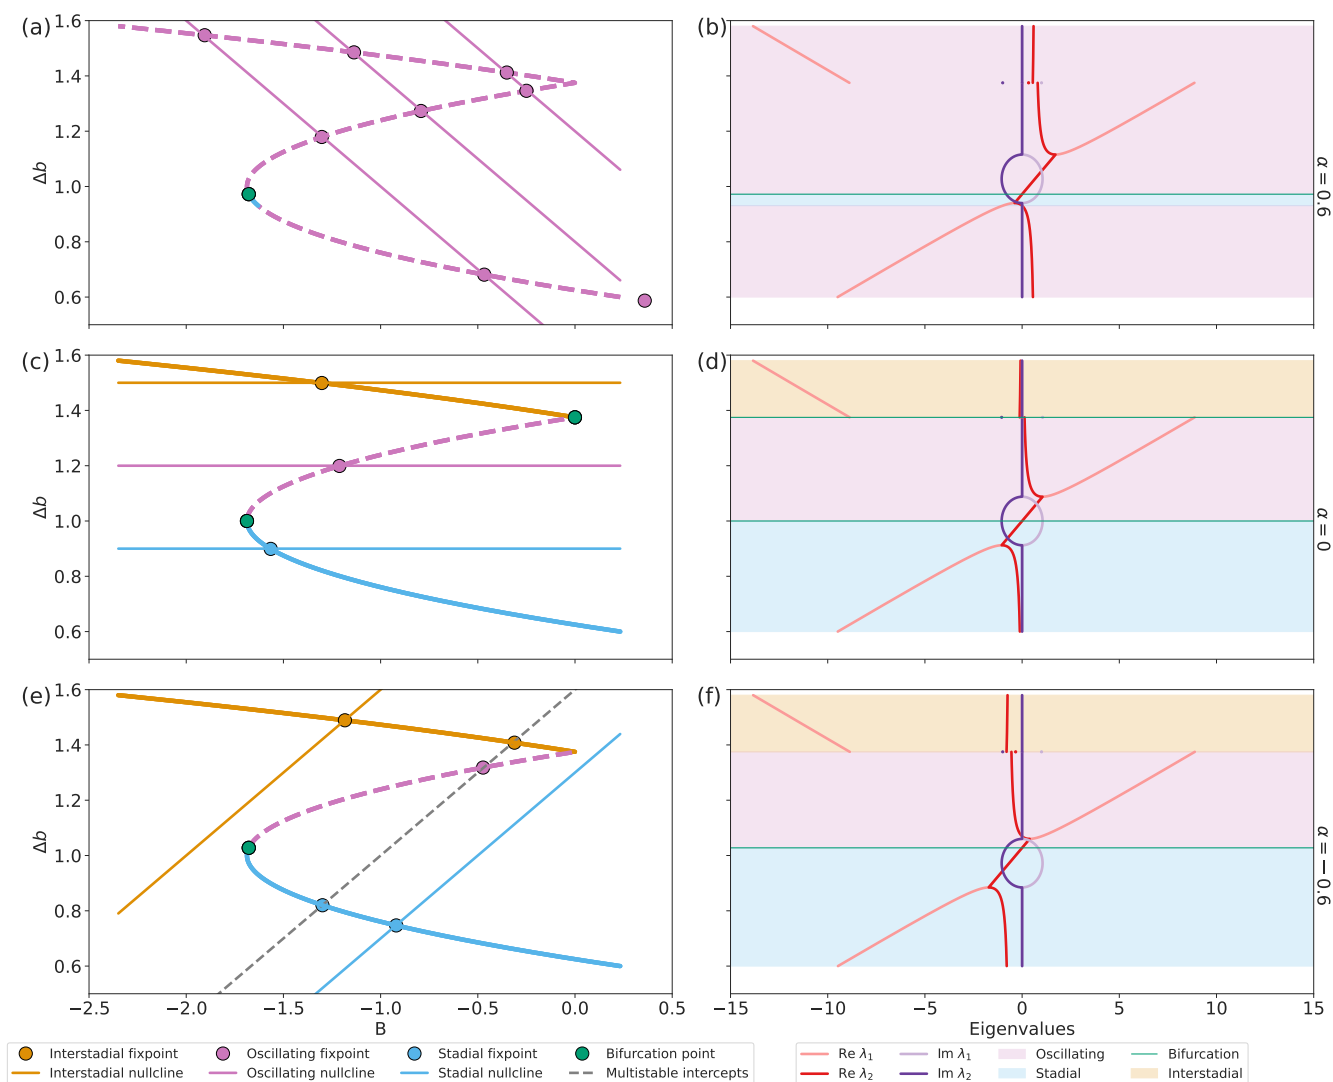 (a)
1.6
1.4
1.2
1.0
0.8
0.6
Δb
(b)
α = 0.6
(c)
1.6
1.4
1.2
1.0
0.8
0.6
Δb
(d)
α = 0
(e)
1.6
1.4
1.2
1.0
0.8
0.6
Δb
(f)
α = −0.6
−2.5 −2.0 −1.5 −1.0 −0.5 0.0 0.5
B
−15 −10 −5 0 5 10 15
Eigenvalues
Interstadial fixpoint Oscillating fixpoint Stadial fixpoint Bifurcation point
Interstadial nullcline Oscillating nullcline Stadial nullcline Multistable intercepts
Re λ1 Im λ1 Oscillating Bifurcation
Re λ2 Im λ2 Stadial Interstadial